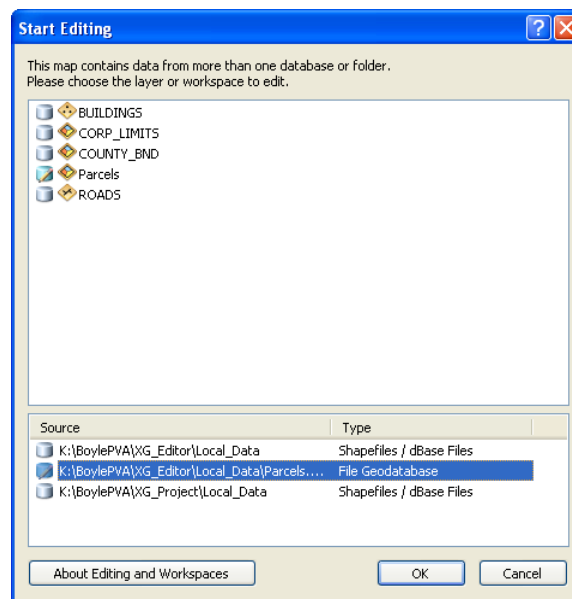 Start Editing
This map contains data from more than one database or folder.
Please choose the layer or workspace to edit.
BUILDINGS
CORP_LIMITS
COUNTY_BND
Parcels
ROADS
Source Type
K:\BoylePVA\XG_Editor\Local_Data Shapefiles / dBase Files
K:\BoylePVA\XG_Editor\Local_Data\Parcels.... File Geodatabase
K:\BoylePVA\XG_Project\Local_Data Shapefiles / dBase Files
About Editing and Workspaces OK Cancel